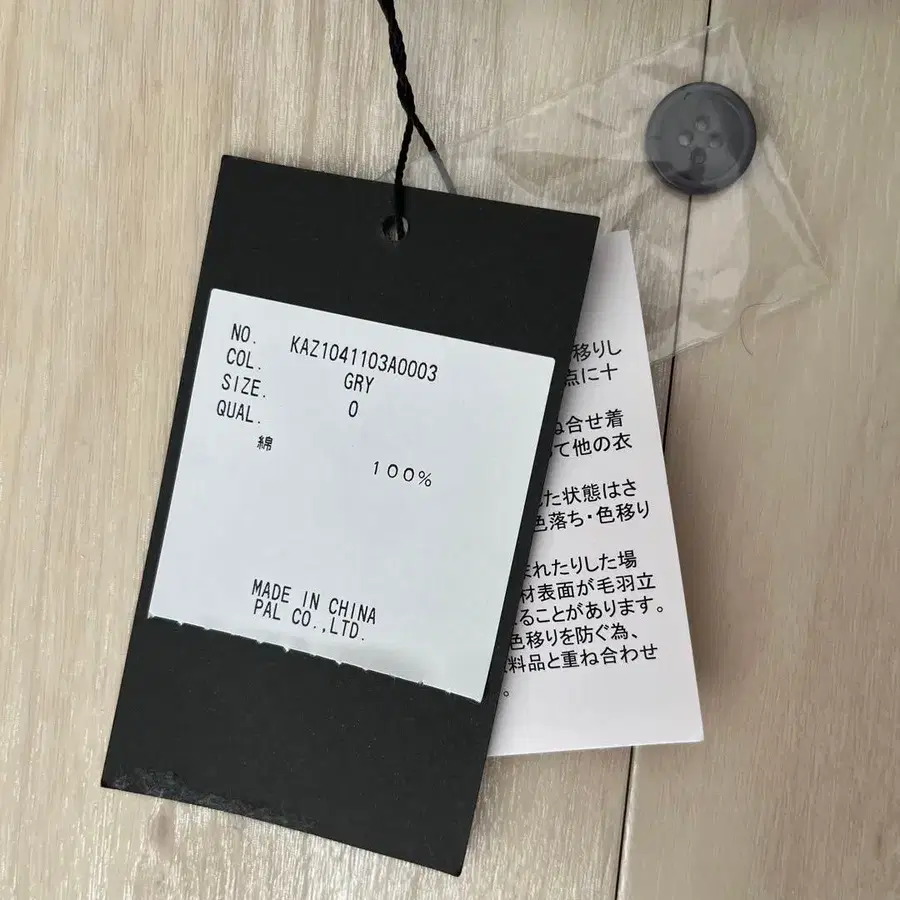 NO. KAZ1041103A0003
COL. GRY
SIZE. 0
QUAL.
綿
100%
MADE IN CHINA
PAL CO.,LTD.
移りし
点に十
合せ着
て他の衣
た状態はさ
色落ち・色移り
まれたりした場
材表面が毛羽立
ることがあります。
色移りを防ぐ為、
料品と重ね合わせ
。